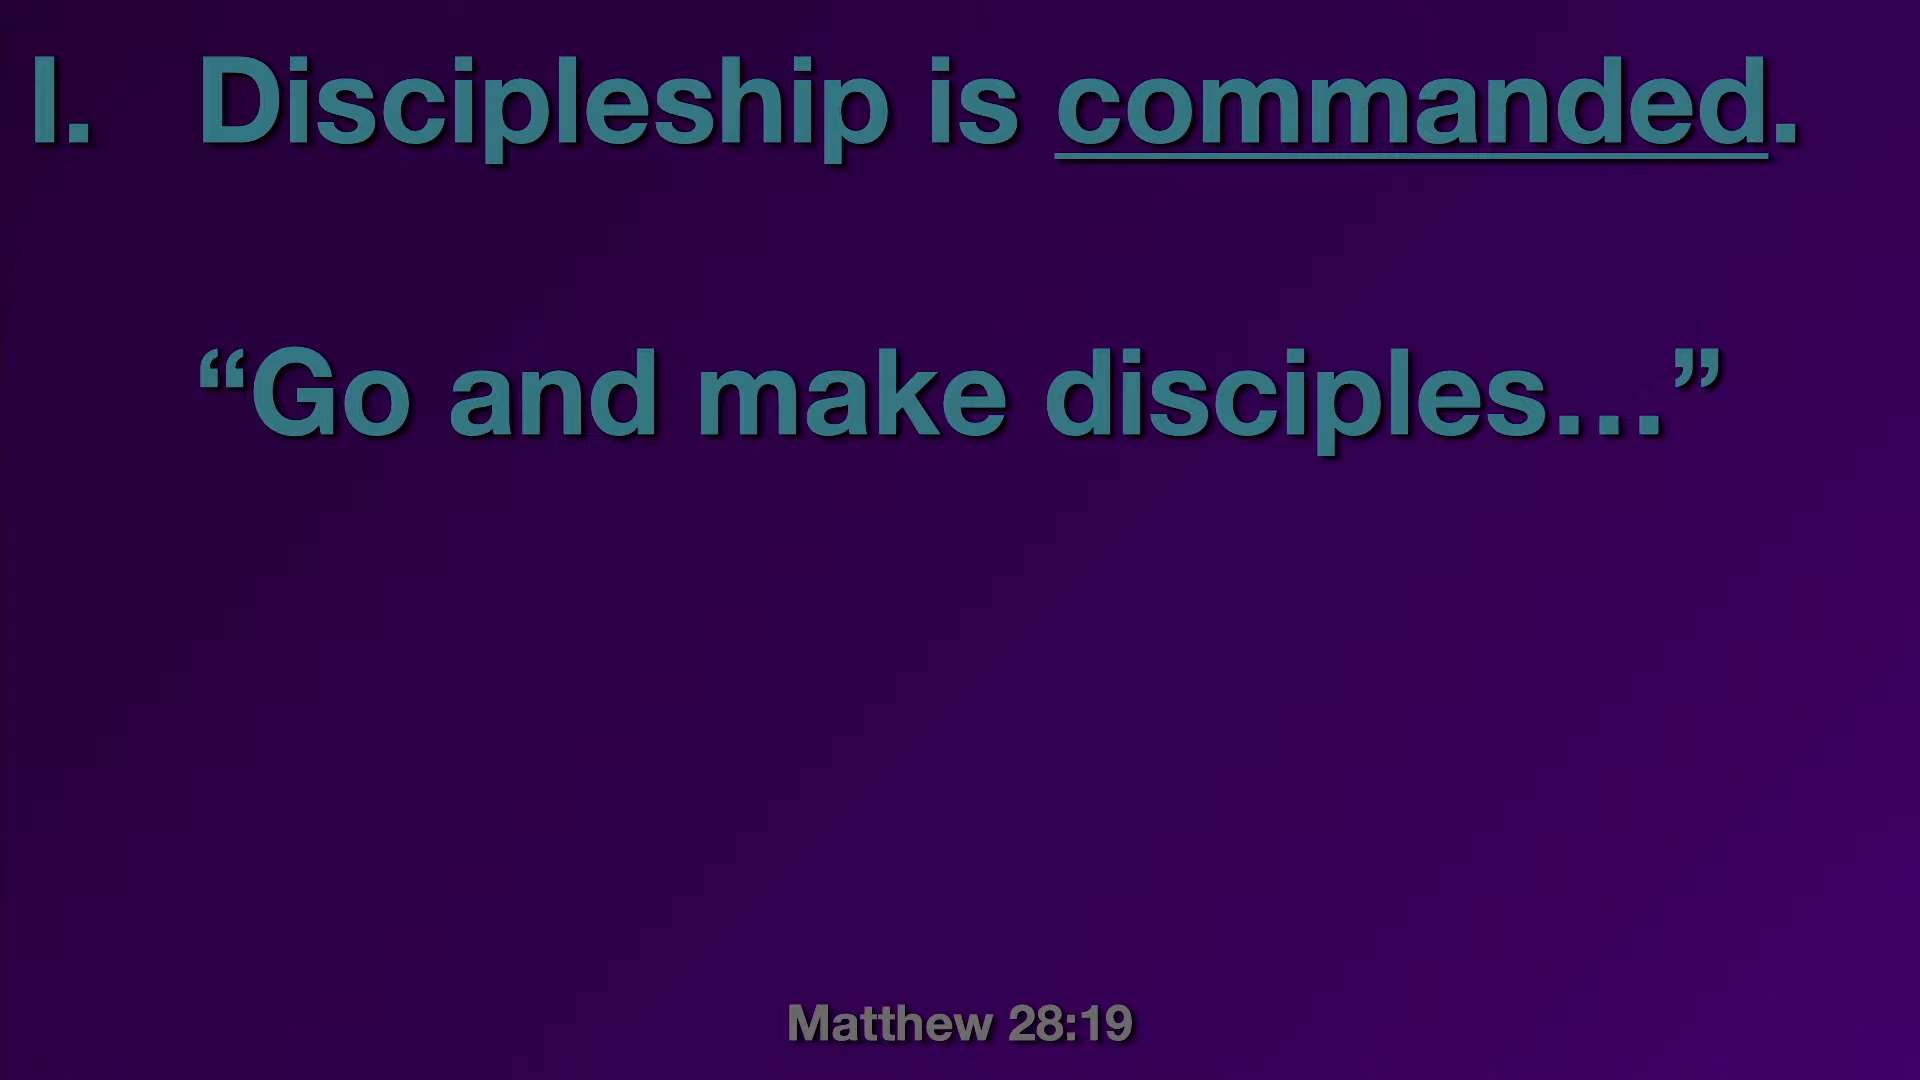 I. Discipleship is commanded.
“Go and make disciples...”
Matthew 28:19